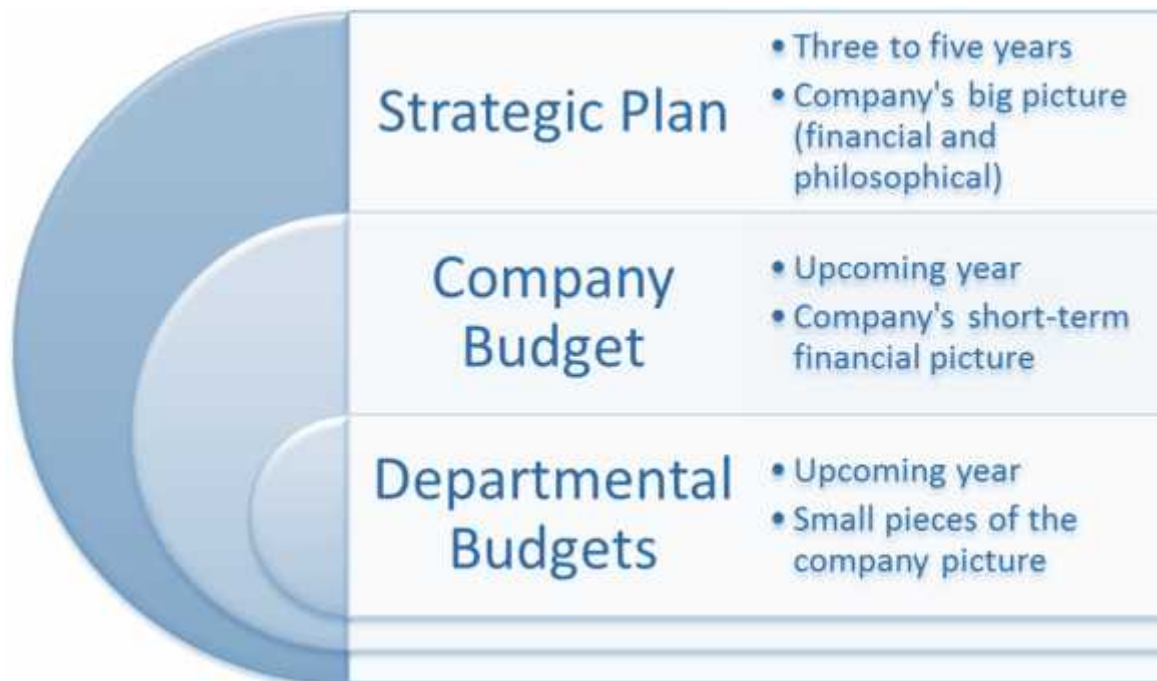 Strategic Plan
• Three to five years
• Company's big picture
(financial and
philosophical)
Company
Budget
• Upcoming year
• Company's short-term
financial picture
Departmental
Budgets
• Upcoming year
• Small pieces of the
company picture